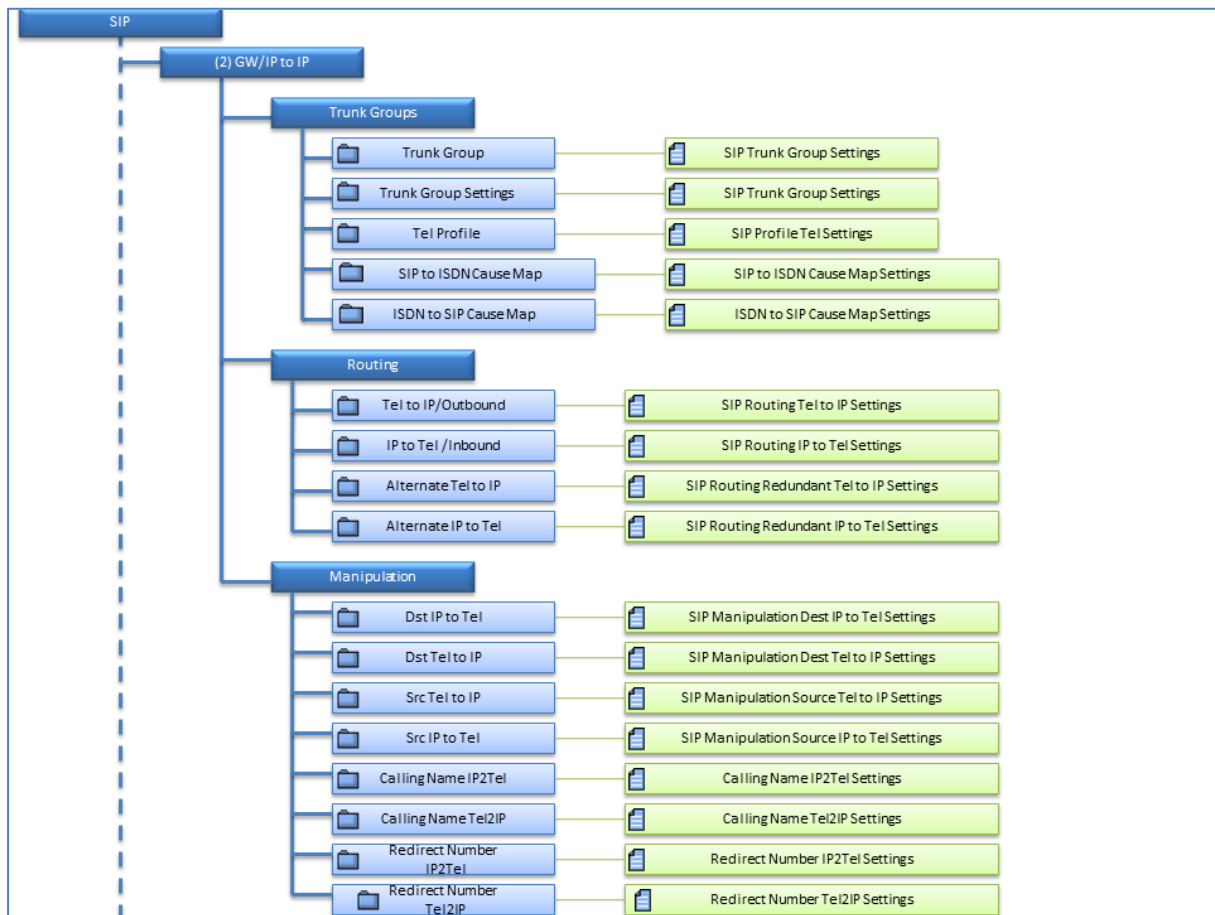 SIP
(2) GW/IP to IP
Trunk Groups
Trunk Group
SIP Trunk Group Settings
Trunk Group Settings
SIP Trunk Group Settings
Tel Profile
SIP Profile Tel Settings
SIP to ISDN Cause Map
SIP to ISDN Cause Map Settings
ISDN to SIP Cause Map
ISDN to SIP Cause Map Settings
Routing
Tel to IP/Outbound
SIP Routing Tel to IP Settings
IP to Tel /Inbound
SIP Routing IP to Tel Settings
Alternate Tel to IP
SIP Routing Redundant Tel to IP Settings
Alternate IP to Tel
SIP Routing Redundant IP to Tel Settings
Manipulation
Dst IP to Tel
SIP Manipulation Dest IP to Tel Settings
Dst Tel to IP
SIP Manipulation Dest Tel to IP Settings
Src Tel to IP
SIP Manipulation Source Tel to IP Settings
Src IP to Tel
SIP Manipulation Source IP to Tel Settings
Calling Name IP2Tel
Calling Name IP2Tel Settings
Calling Name Tel2IP
Calling Name Tel2IP Settings
Redirect Number
IP2Tel
Redirect Number IP2Tel Settings
Redirect Number
Tel2IP
Redirect Number Tel2IP Settings